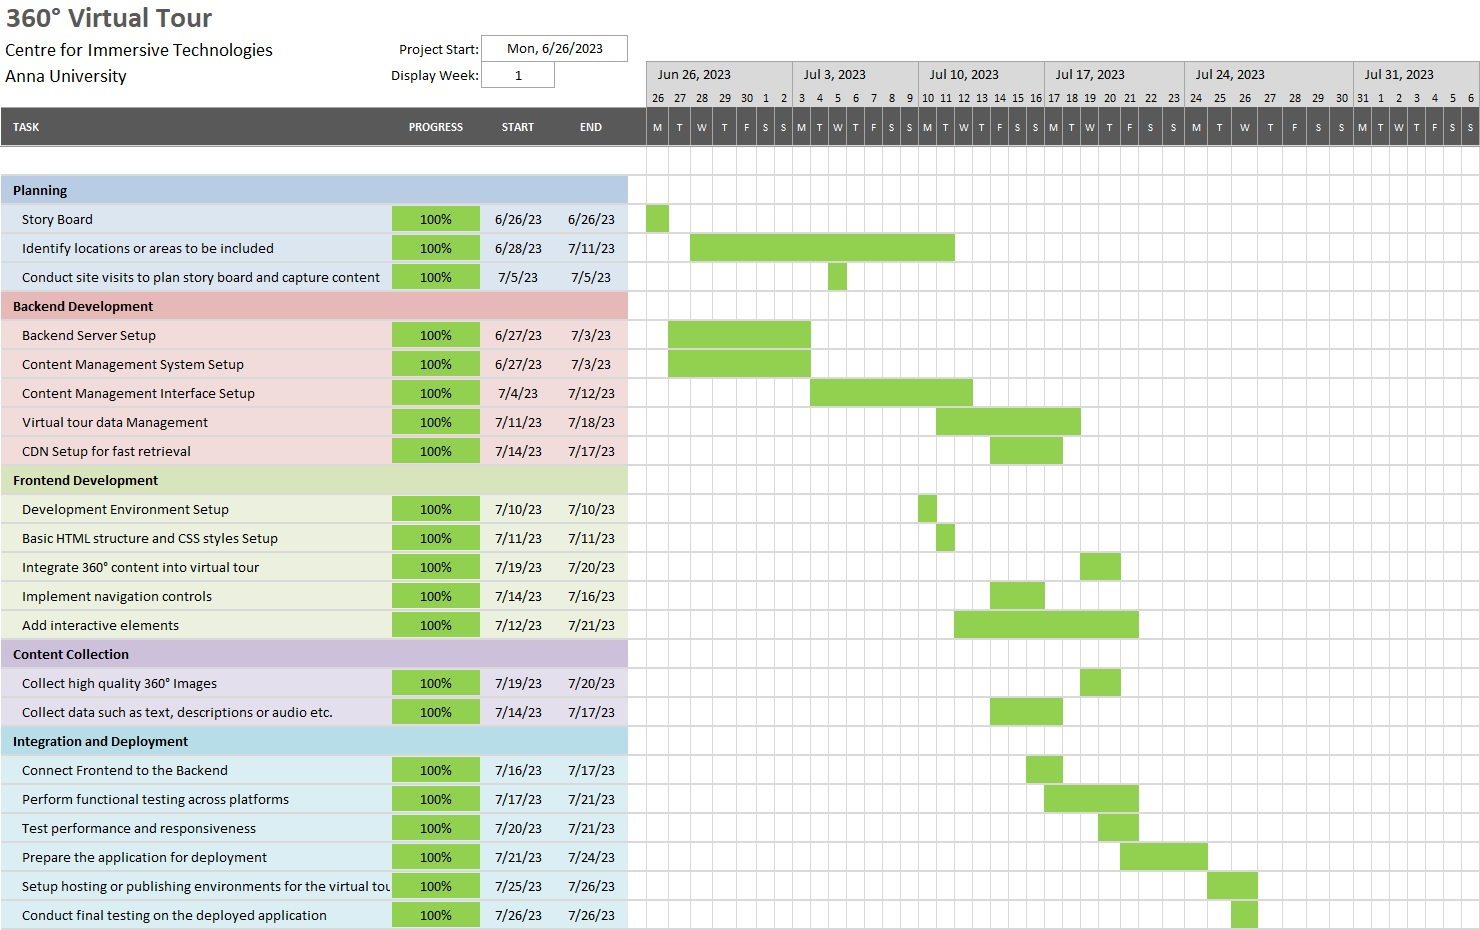 360° Virtual Tour
Centre for Immersive Technologies Project Start: Mon, 6/26/2023
Anna University Display Week: 1
Jun 26, 2023 Jul 3, 2023 Jul 10, 2023 Jul 17, 2023 Jul 24, 2023 Jul 31, 2023
26 27 28 29 30 1 2 3 4 5 6 7 8 9 10 11 12 13 14 15 16 17 18 19 20 21 22 23 24 25 26 27 28 29 30 31 1 2 3 4 5 6
TASK PROGRESS START END M T W T F S S M T W T F S S M T W T F S S M T W T F S S M T W T F S S M T W T F S S
Planning
Story Board 100% 6/26/23 6/26/23
Identify locations or areas to be included 100% 6/28/23 7/11/23
Conduct site visits to plan story board and capture content 100% 7/5/23 7/5/23
Backend Development
Backend Server Setup 100% 6/27/23 7/3/23
Content Management System Setup 100% 6/27/23 7/3/23
Content Management Interface Setup 100% 7/4/23 7/12/23
Virtual tour data Management 100% 7/11/23 7/18/23
CDN Setup for fast retrieval 100% 7/14/23 7/17/23
Frontend Development
Development Environment Setup 100% 7/10/23 7/10/23
Basic HTML structure and CSS styles Setup 100% 7/11/23 7/11/23
Integrate 360° content into virtual tour 100% 7/19/23 7/20/23
Implement navigation controls 100% 7/14/23 7/16/23
Add interactive elements 100% 7/12/23 7/21/23
Content Collection
Collect high quality 360° Images 100% 7/19/23 7/20/23
Collect data such as text, descriptions or audio etc. 100% 7/14/23 7/17/23
Integration and Deployment
Connect Frontend to the Backend 100% 7/16/23 7/17/23
Perform functional testing across platforms 100% 7/17/23 7/21/23
Test performance and responsiveness 100% 7/20/23 7/21/23
Prepare the application for deployment 100% 7/21/23 7/24/23
Setup hosting or publishing environments for the virtual tou 100% 7/25/23 7/26/23
Conduct final testing on the deployed application 100% 7/26/23 7/26/23